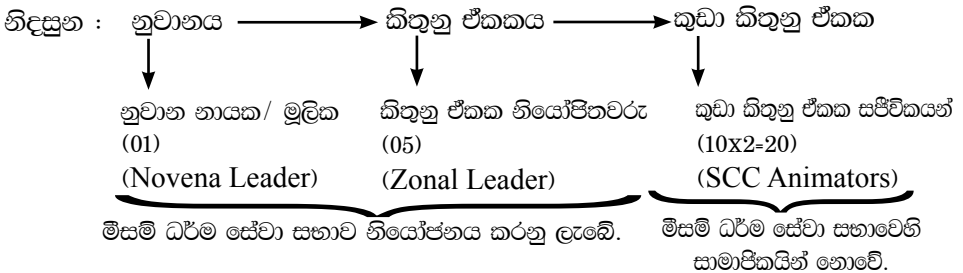 නිදසුන : නුවානය කිතුනු ඒකකය කුඩා කිතුනු ඒකක
නුවාන නායක/ මූලික කිතුනු ඒකක නියෝජිතවරු කුඩා කිතුනු ඒකක සජීවිකයන්
(01) (05) (10x2=20)
(Novena Leader) (Zonal Leader) (SCC Animators)
මීසම් ධර්ම සේවා සභාව නියෝජනය කරනු ලැබේ. මීසම් ධර්ම සේවා සභාවෙහි
සාමාජිකයින් නොවේ.